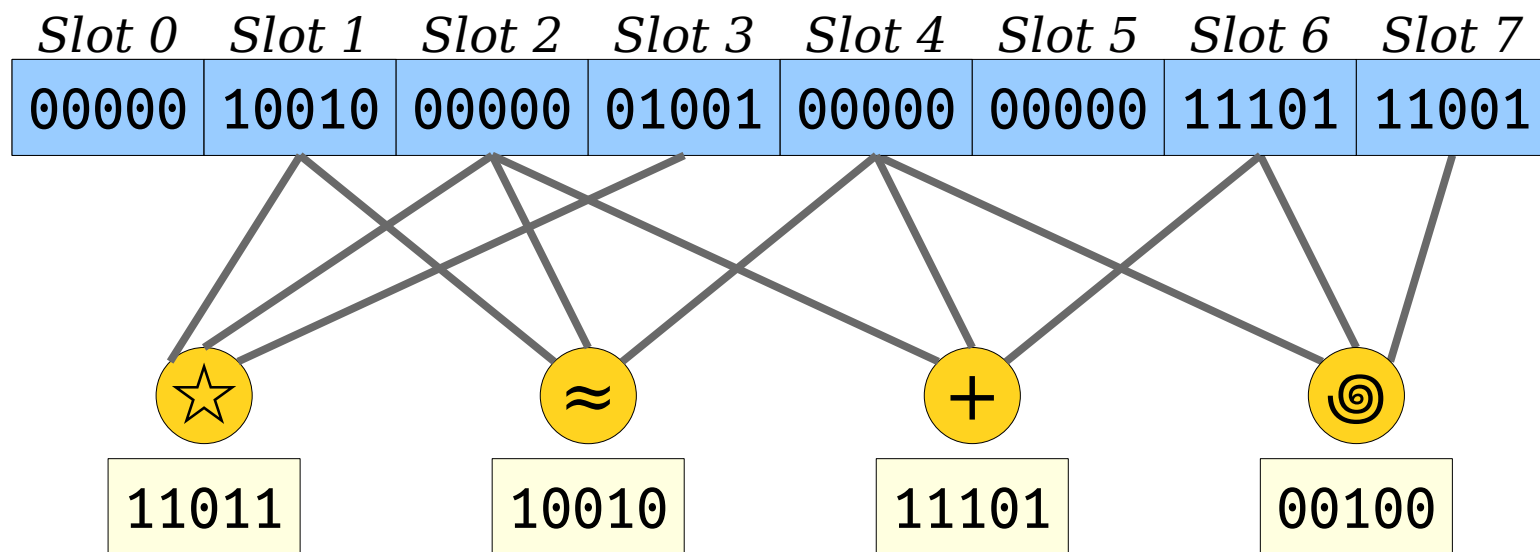 Slot 0 Slot 1 Slot 2 Slot 3 Slot 4 Slot 5 Slot 6 Slot 7
00000 10010 00000 01001 00000 00000 11101 11001
☆ ≈ + 🌀
11011 10010 11101 00100